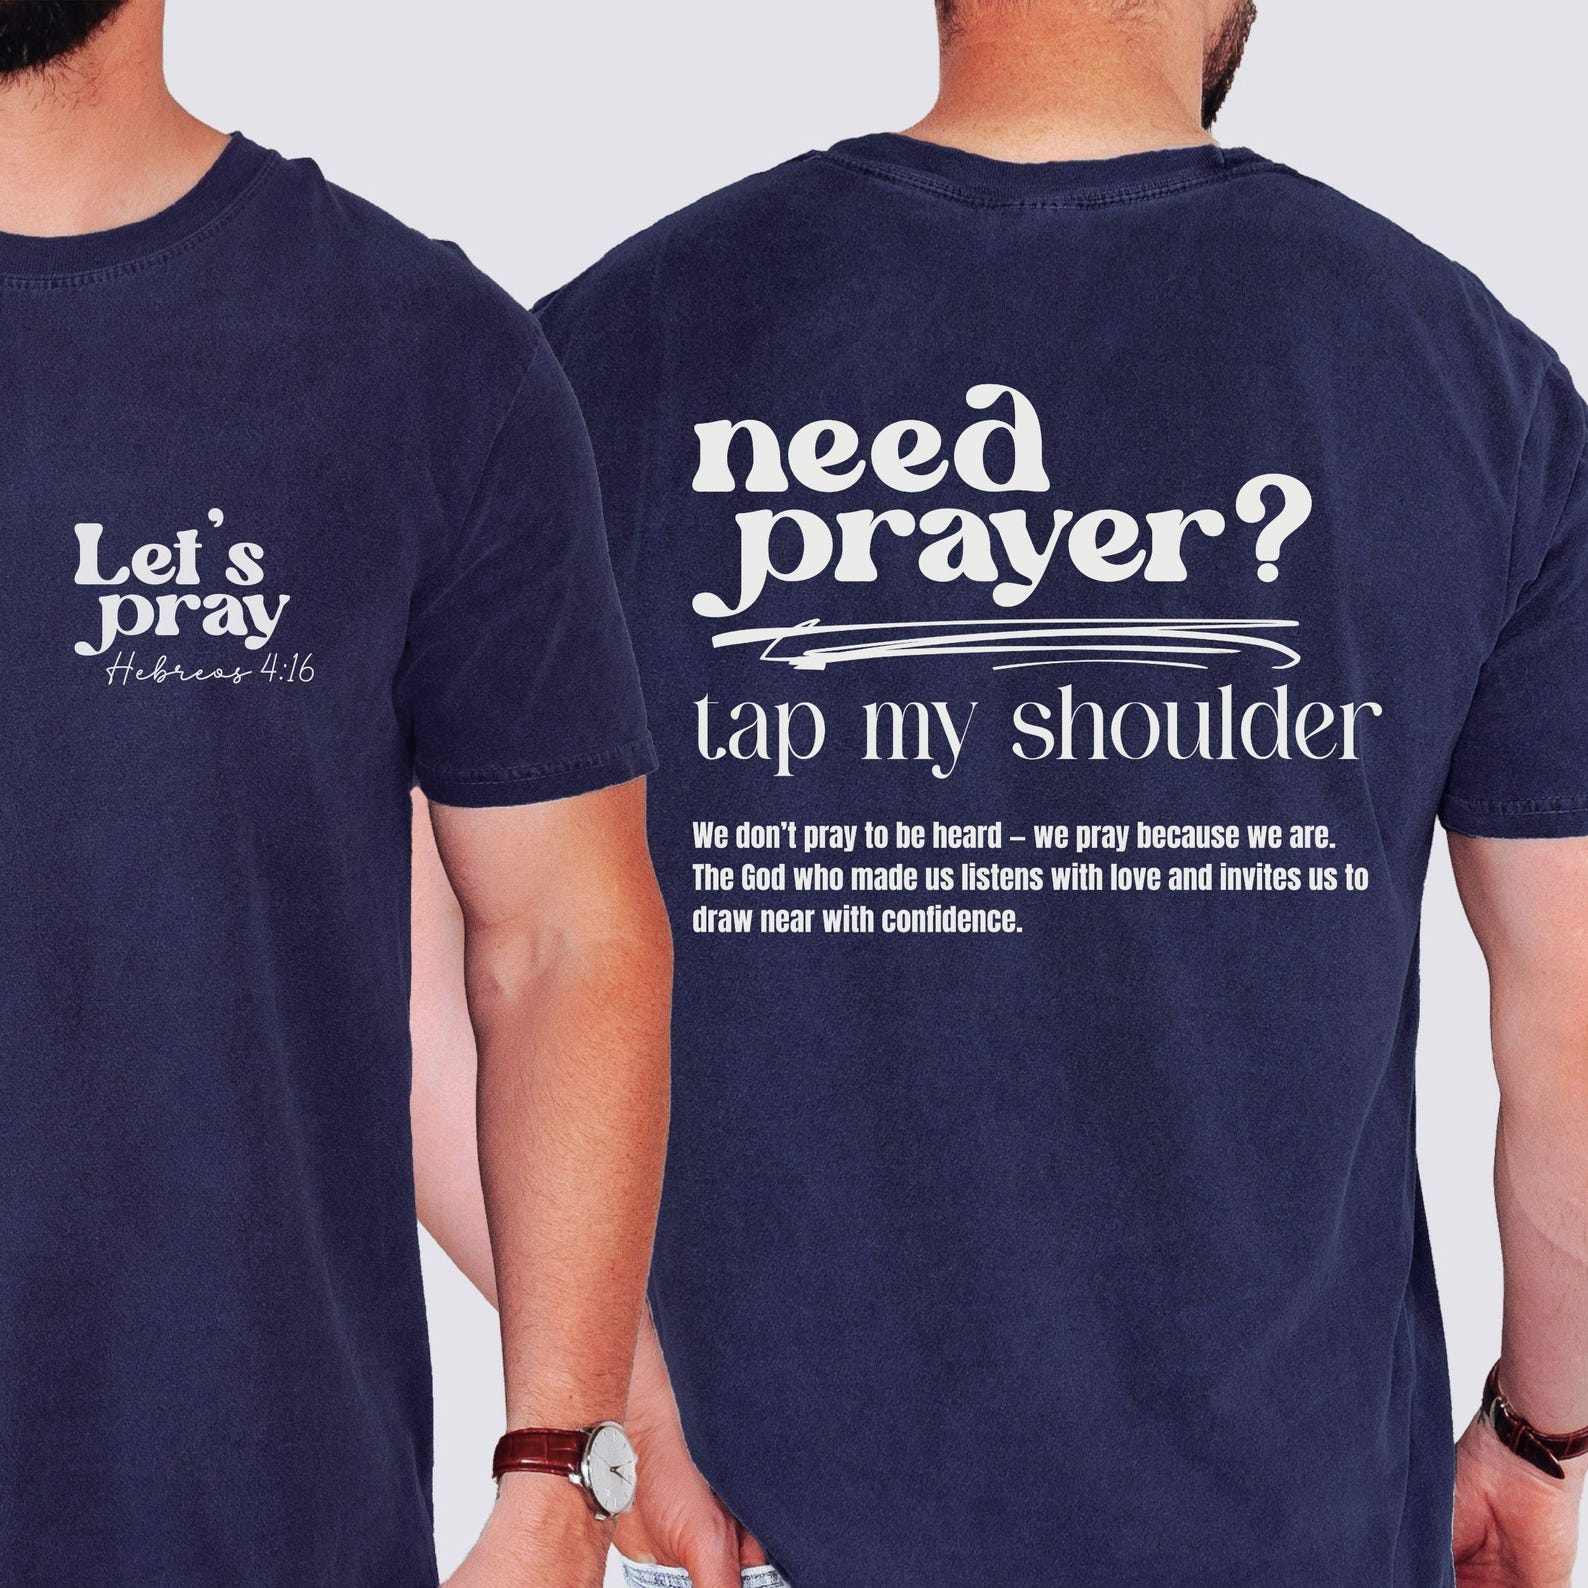 Let's
pray
Hebreos 4:16
need
prayer?
tap my shoulder
We don't pray to be heard – we pray because we are.
The God who made us listens with love and invites us to
draw near with confidence.